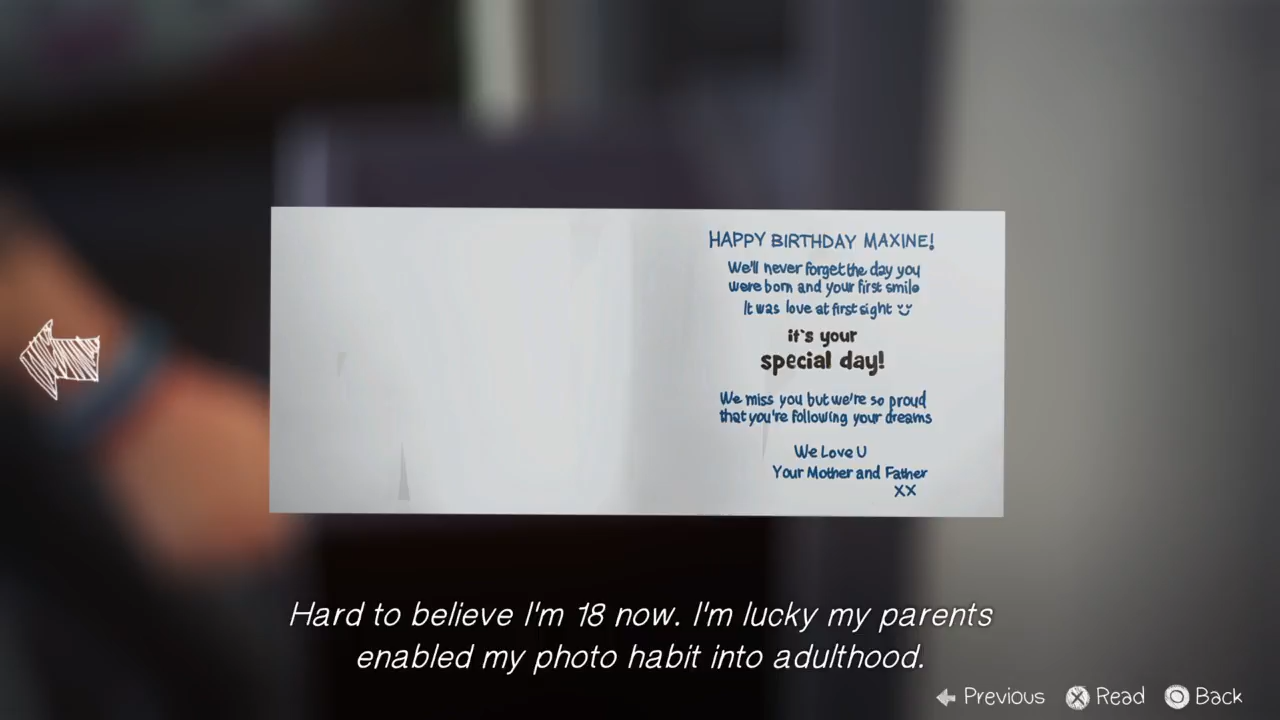 HAPPY BIRTHDAY MAXINE!
We'll never forget the day you
were born and your first smile
It was love at first sight
it's your
special day!
We miss you but we're so proud
that you're following your dreams
We Love U
Your Mother and Father
XX
Hard to believe I'm 18 now. I'm lucky my parents
enabled my photo habit into adulthood.
Previous Read Back